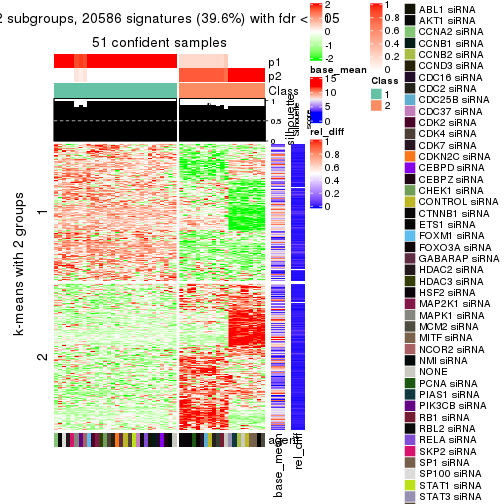 2 subgroups, 20586 signatures (39.6%) with fdr < 05
51 confident samples
k-means with 2 groups
1
2
p1
p2
Class
silhouette
1
0.5
0
agent
base_mean
rel_diff
2
1
0
-1
-2
base_mean
15
10
5
0
rel_diff
1
0.8
0.6
0.4
0.2
0
1
0.8
0.6
0.4
0.2
0
Class
1
2
ABL1 siRNA
AKT1 siRNA
CCNA2 siRNA
CCNB1 siRNA
CCNB2 siRNA
CCND3 siRNA
CDC16 siRNA
CDC2 siRNA
CDC25B siRNA
CDC37 siRNA
CDK2 siRNA
CDK4 siRNA
CDK7 siRNA
CDKN2C siRNA
CEBPD siRNA
CEBPZ siRNA
CHEK1 siRNA
CONTROL siRNA
CTNNB1 siRNA
ETS1 siRNA
FOXM1 siRNA
FOXO3A siRNA
GABARAP siRNA
HDAC2 siRNA
HDAC3 siRNA
HSF2 siRNA
MAP2K1 siRNA
MAPK1 siRNA
MCM2 siRNA
MITF siRNA
NCOR2 siRNA
NMI siRNA
NONE
PCNA siRNA
PIAS1 siRNA
PIK3CB siRNA
RB1 siRNA
RBL2 siRNA
RELA siRNA
SKP2 siRNA
SP1 siRNA
SP100 siRNA
STAT1 siRNA
STAT3 siRNA